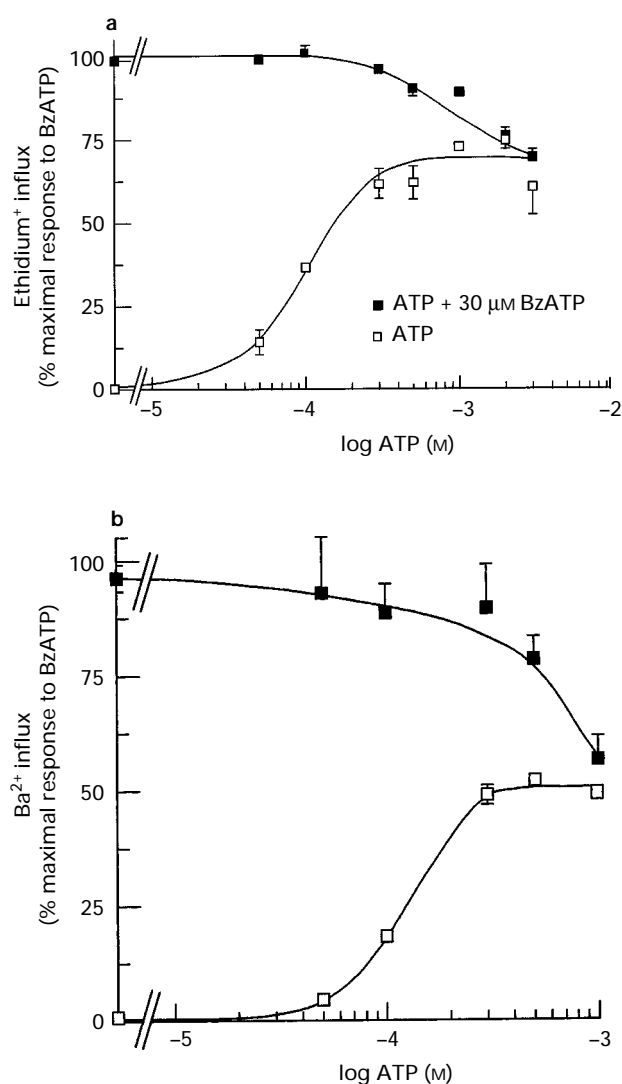 a
100
75
50
25
0
Ethidium⁺ influx
(% maximal response to BzATP)
ATP + 30 μM BzATP
ATP
−5
−4
−3
−2
log ATP (M)
b
100
75
50
25
0
Ba²⁺ influx
(% maximal response to BzATP)
−5
−4
−3
log ATP (M)